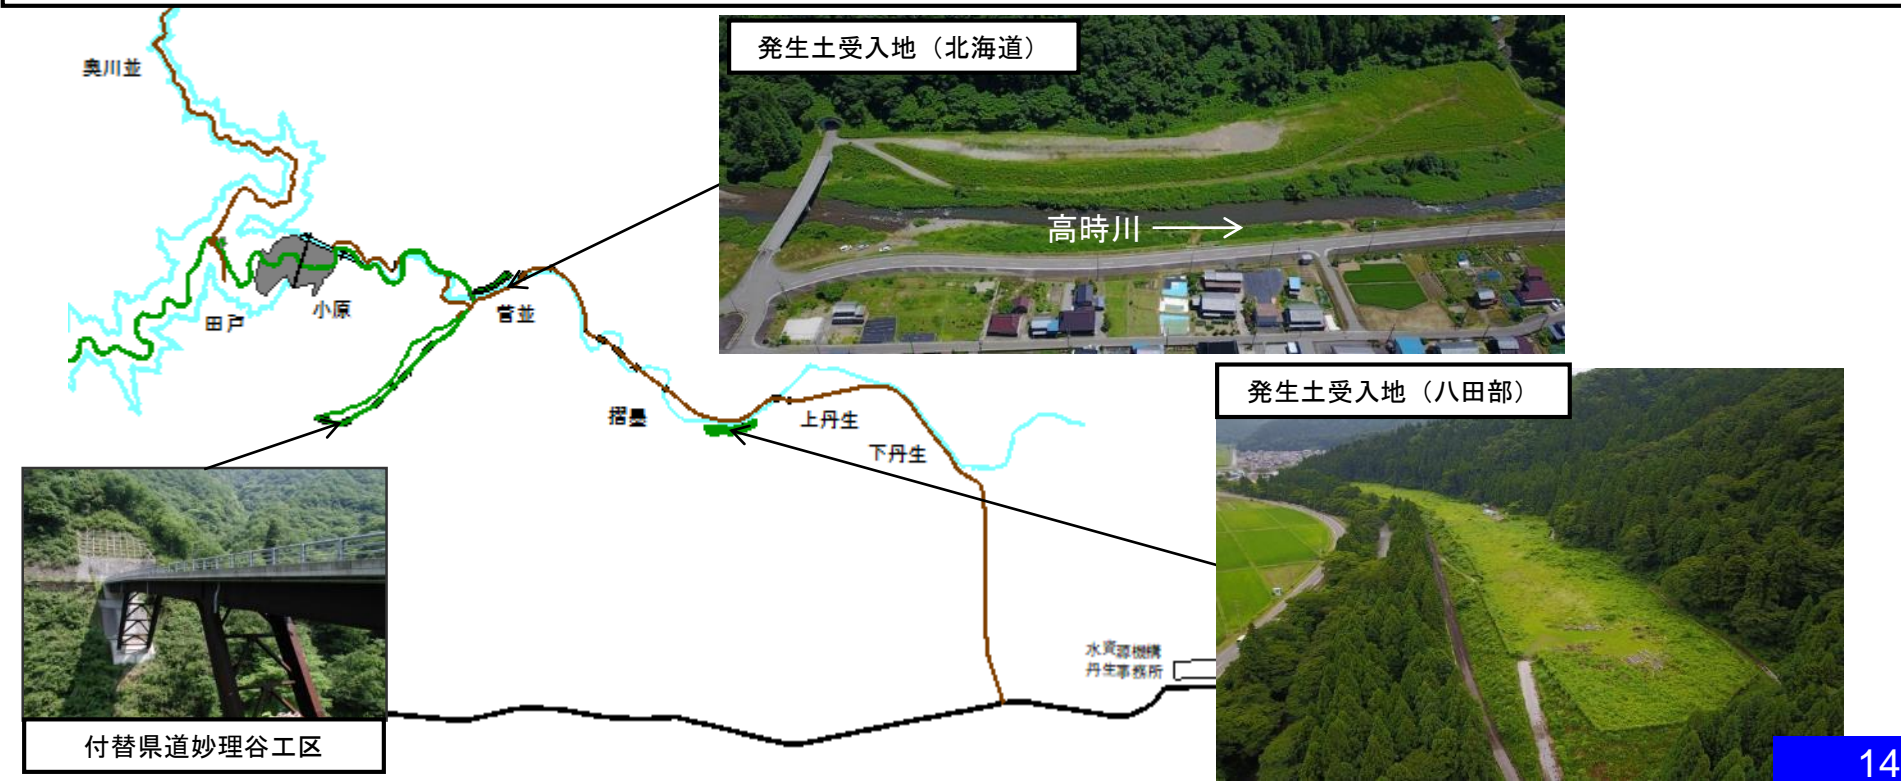 発生土受入地（北海道）
奥川並
高時川
田戸
小原
菅並
発生土受入地（八田部）
摺墨
上丹生
下丹生
水資源機構
丹生事務所
付替県道妙理谷工区
14